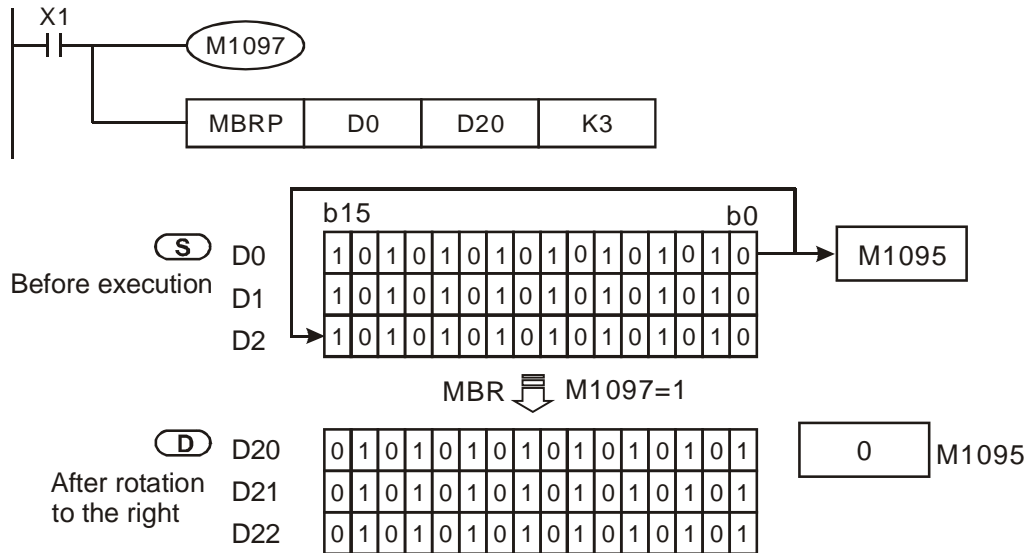 X1
M1097
MBRP D0 D20 K3
b15 b0
S D0 1 0 1 0 1 0 1 0 1 0 1 0 1 0 1 0 M1095
Before execution D1 1 0 1 0 1 0 1 0 1 0 1 0 1 0 1 0
D2 1 0 1 0 1 0 1 0 1 0 1 0 1 0 1 0
MBR M1097=1
D D20 0 1 0 1 0 1 0 1 0 1 0 1 0 1 0 1 0 M1095
After rotation D21 0 1 0 1 0 1 0 1 0 1 0 1 0 1 0 1
to the right D22 0 1 0 1 0 1 0 1 0 1 0 1 0 1 0 1